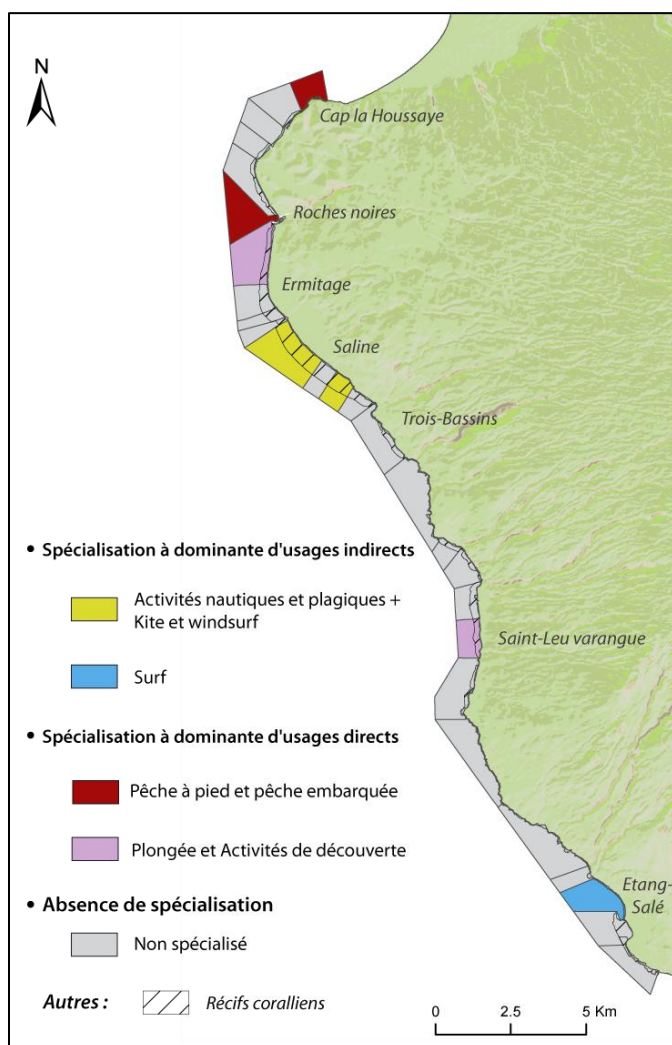 N
Cap la Houssaye
Roches noires
Ermitage
Saline
Trois-Bassins
• Spécialisation à dominante d'usages indirects
Activités nautiques et plagiques +
Kite et windsurf
Saint-Leu varangue
Surf
• Spécialisation à dominante d'usages directs
Pêche à pied et pêche embarquée
Plongée et Activités de découverte
Etang-
Salé
• Absence de spécialisation
Non spécialisé
Autres : Récifs coralliens
0 2.5 5 Km